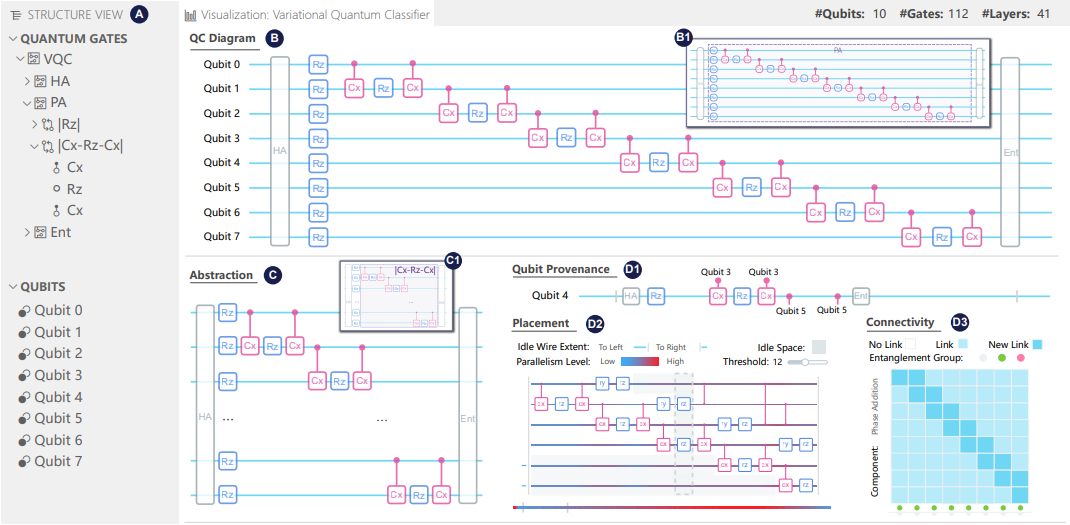 STRUCTURE VIEW A
QUANTUM GATES
VQC
HA
PA
|Rz|
|Cx-Rz-Cx|
Cx
Rz
Cx
Ent
QUBITS
Qubit 0
Qubit 1
Qubit 2
Qubit 3
Qubit 4
Qubit 5
Qubit 6
Qubit 7
Visualization: Variational Quantum Classifier
#Qubits: 10 #Gates: 112 #Layers: 41
QC Diagram B
B1
PA
Qubit 0 Rz
Qubit 1 Rz Cx Rz Cx
Qubit 2 Rz Cx Rz Cx
Qubit 3 Rz Cx Rz Cx
HA Ent
Qubit 4 Rz Cx Rz Cx
Qubit 5 Rz Cx Rz Cx
Qubit 6 Rz Cx Rz Cx
Qubit 7 Rz Cx Rz Cx
Abstraction C
C1
|Cx-Rz-Cx|
Rz
Rz Cx Rz Cx
Rz Cx Rz Cx
HA ... ... Ent
Rz
Rz Cx Rz Cx
Qubit Provenance D1
Qubit 3 Qubit 3
Qubit 4 HA Rz Cx Rz Cx Ent
Qubit 5 Qubit 5
Placement D2
Idle Wire Extent: To Left To Right Idle Space:
Parallelism Level: Low High Threshold: 12
ry rz
cx rz cx ry rz
cx rz cx ry rz
cx rz cx ry rz
cx rz cx
cx rz
Connectivity D3
No Link Link New Link
Entanglement Group:
Component: Phase Addition